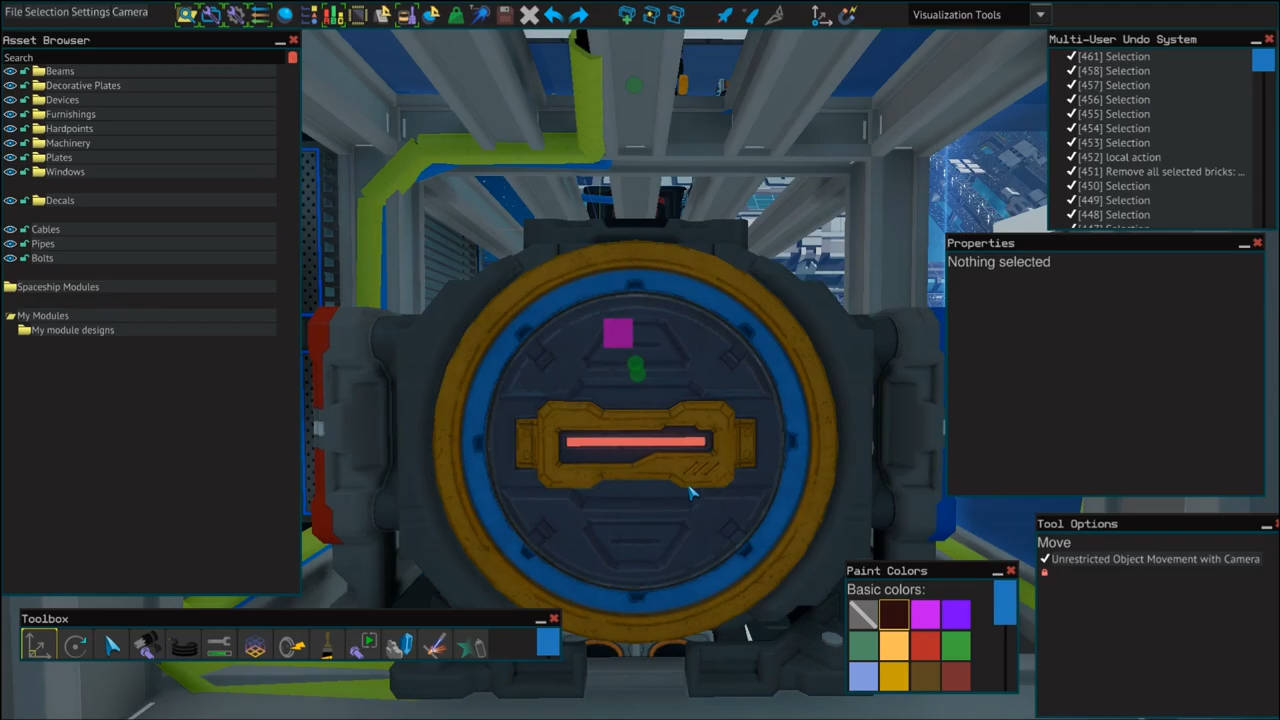 File Selection Settings Camera
Visualization Tools
Asset Browser
Search
Beams
Decorative Plates
Devices
Furnishings
Hardpoints
Machinery
Plates
Windows
Decals
Cables
Pipes
Bolts
Spaceship Modules
My Modules
My module designs
Multi-User Undo System
[461] Selection
[458] Selection
[457] Selection
[456] Selection
[455] Selection
[454] Selection
[453] Selection
[452] local action
[451] Remove all selected bricks: ...
[450] Selection
[449] Selection
[448] Selection
Properties
Nothing selected
Tool Options
Move
Unrestricted Object Movement with Camera
Paint Colors
Basic colors:
Toolbox